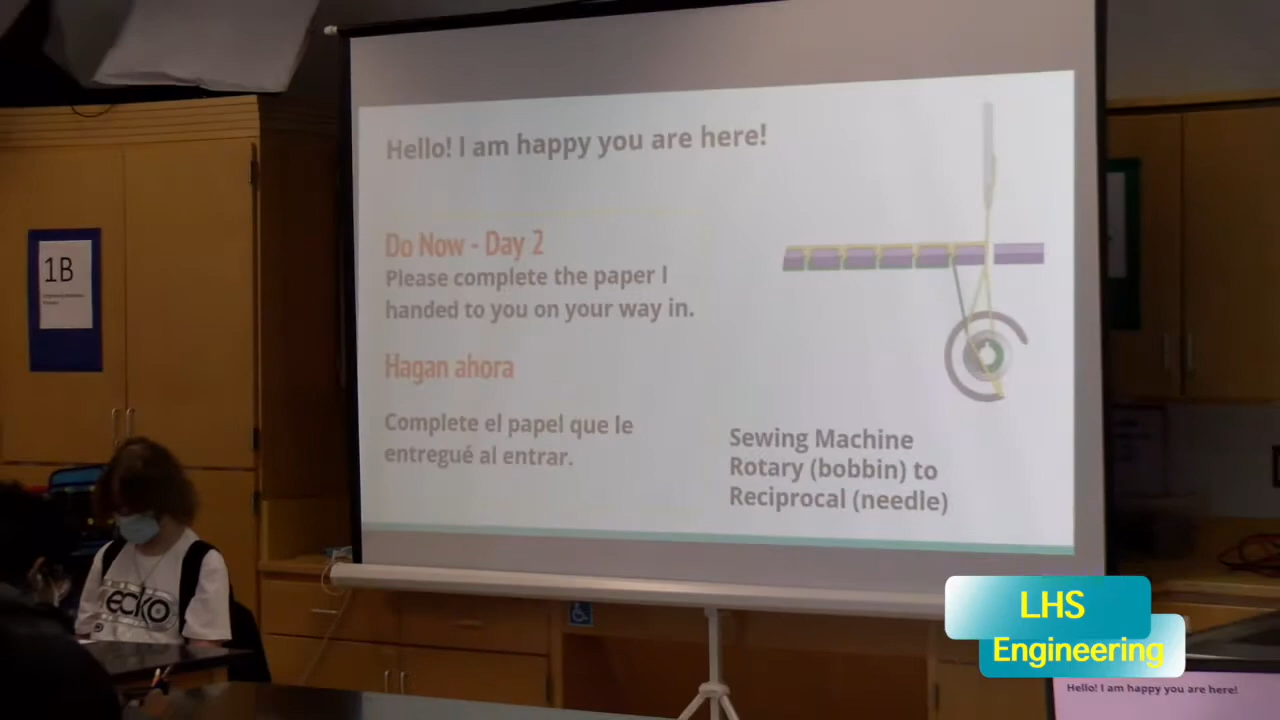 Hello! I am happy you are here!
Do Now - Day 2
Please complete the paper I
handed to you on your way in.
Hagan ahora
Complete el papel que le
entregué al entrar.
Sewing Machine
Rotary (bobbin) to
Reciprocal (needle)
1B
ecko
LHS
Engineering
Hello! I am happy you are here!